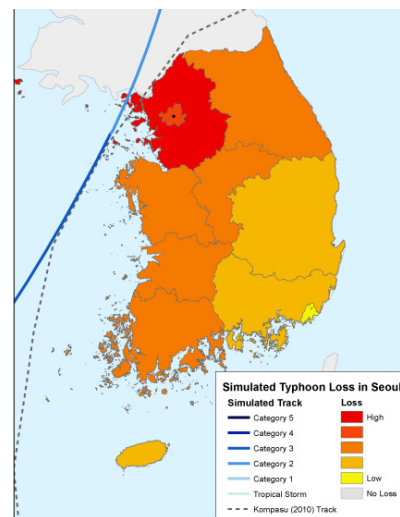 Simulated Typhoon Loss in Seoul
Simulated Track
Loss
Category 5
High
Category 4
Category 3
Category 2
Category 1
Low
Tropical Storm
No Loss
Kompasu (2010) Track